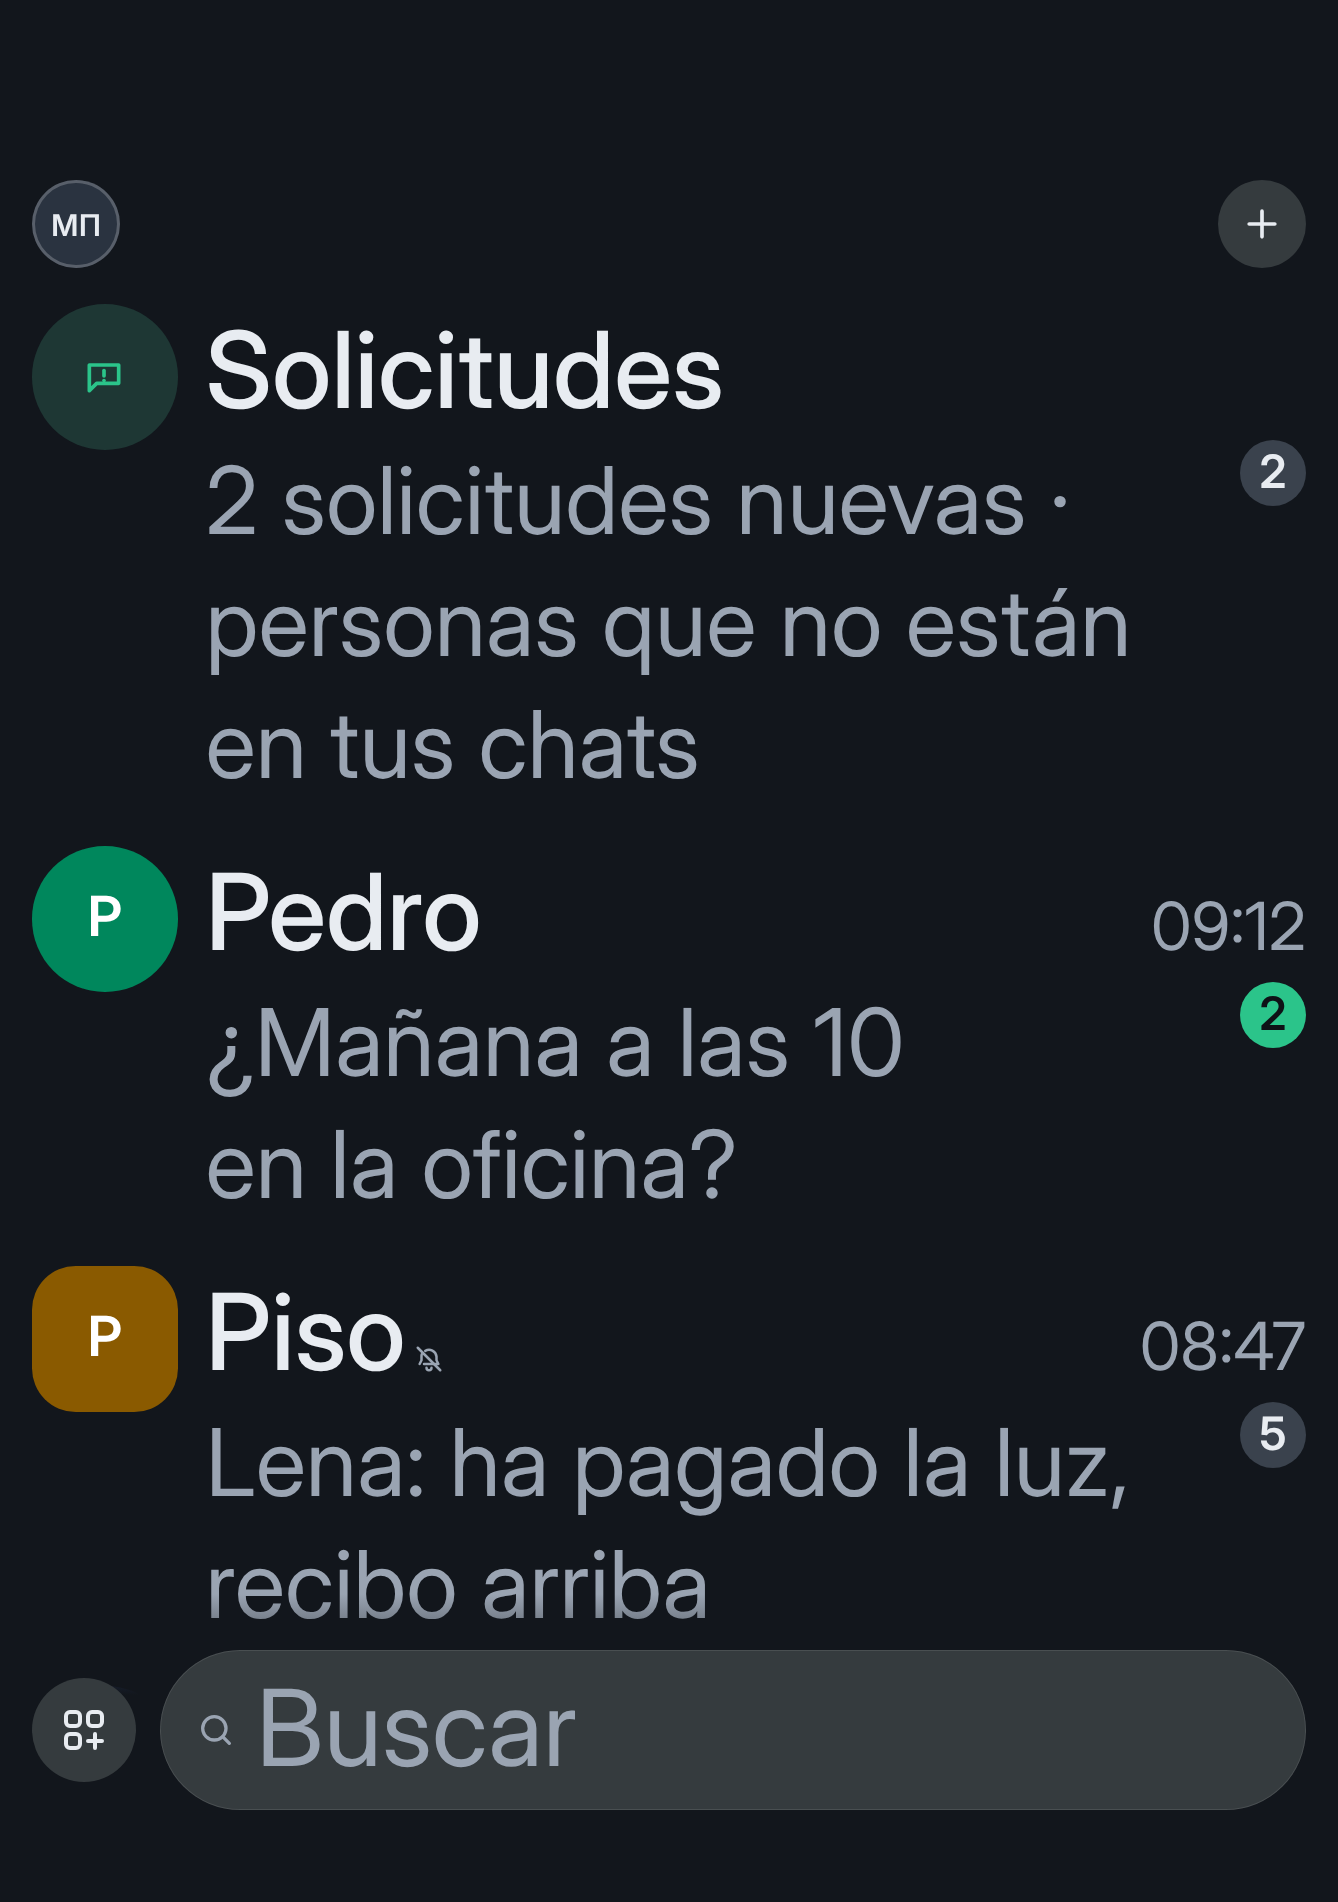 МП
Solicitudes
2 solicitudes nuevas ·
2
personas que no están
en tus chats
P
Pedro
09:12
¿Mañana a las 10
2
en la oficina?
P
Piso
08:47
Lena: ha pagado la luz,
5
recibo arriba
Buscar